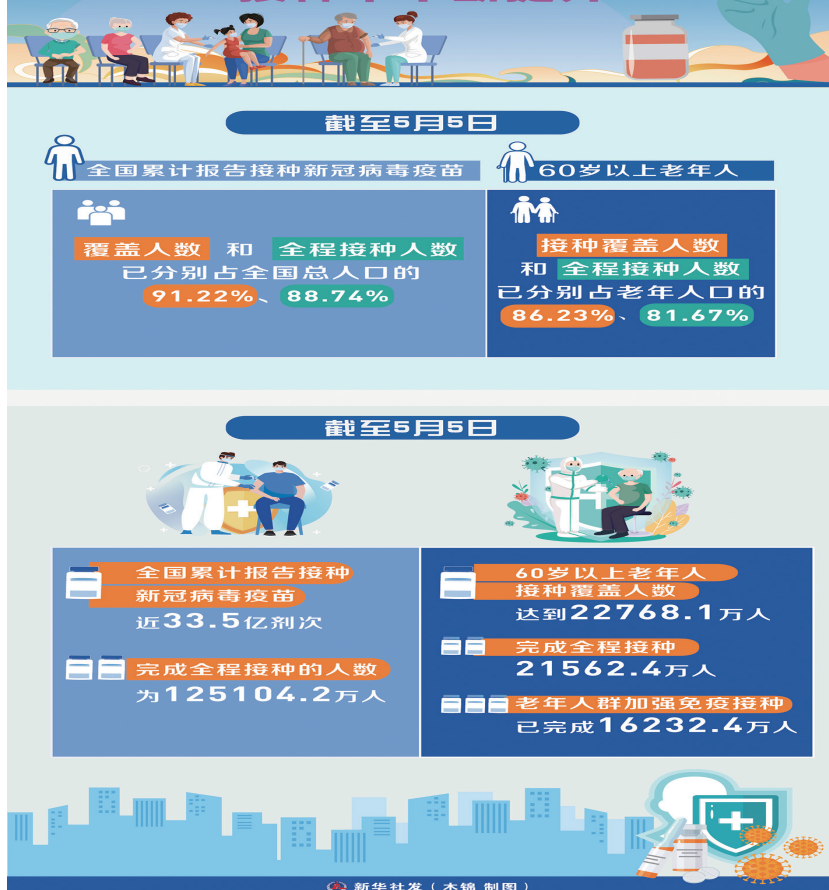 截至5月5日
全国累计报告接种新冠病毒疫苗
60岁以上老年人
覆盖人数 和 全程接种人数
已分别占全国总人口的
91.22%、88.74%
接种覆盖人数
和 全程接种人数
已分别占老年人口的
86.23%、81.67%
截至5月5日
全国累计报告接种
新冠病毒疫苗
近33.5亿剂次
完成全程接种的人数
为125104.2万人
60岁以上老年人
接种覆盖人数
达到22768.1万人
完成全程接种
21562.4万人
老年人群加强免疫接种
已完成16232.4万人
新华社发(
制图)